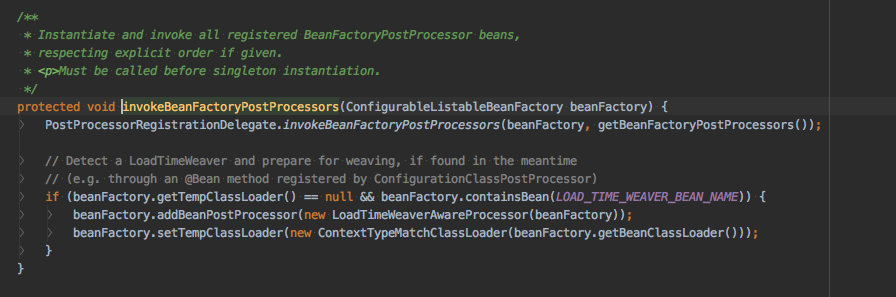 /**
 * Instantiate and invoke all registered BeanFactoryPostProcessor beans,
 * respecting explicit order if given.
 * <p>Must be called before singleton instantiation.
 */
protected void invokeBeanFactoryPostProcessors(ConfigurableListableBeanFactory beanFactory) {
    PostProcessorRegistrationDelegate.invokeBeanFactoryPostProcessors(beanFactory, getBeanFactoryPostProcessors());

    // Detect a LoadTimeWeaver and prepare for weaving, if found in the meantime
    // (e.g. through an @Bean method registered by ConfigurationClassPostProcessor)
    if (beanFactory.getTempClassLoader() == null && beanFactory.containsBean(LOAD_TIME_WEAVER_BEAN_NAME)) {
        beanFactory.addBeanPostProcessor(new LoadTimeWeaverAwareProcessor(beanFactory));
        beanFactory.setTempClassLoader(new ContextTypeMatchClassLoader(beanFactory.getBeanClassLoader()));
    }
}